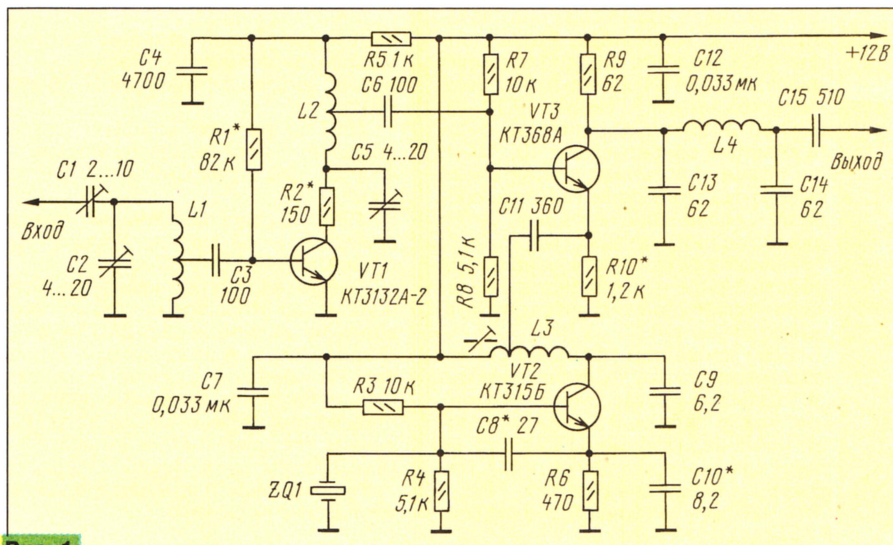 C4
4700
R5 1 к
C6 100
L2
R1*
82 к
C1 2...10
L1
Вход
C2
4...20
C3
100
R2*
150
C5 4...20
VT1
КТ3132А-2
R7
10 к
R9
62
VT3
КТ368А
C12
0,033 мк
+12В
C15 510
L4
Выход
C13
62
C14
62
C11 360
R8 5,1 к
R10*
1,2 к
L3
C7
0,033 мк
R3 10 к
VT2
КТ315Б
C9
6,2
C8* 27
ZQ1
R4
5,1 к
R6
470
C10*
8,2